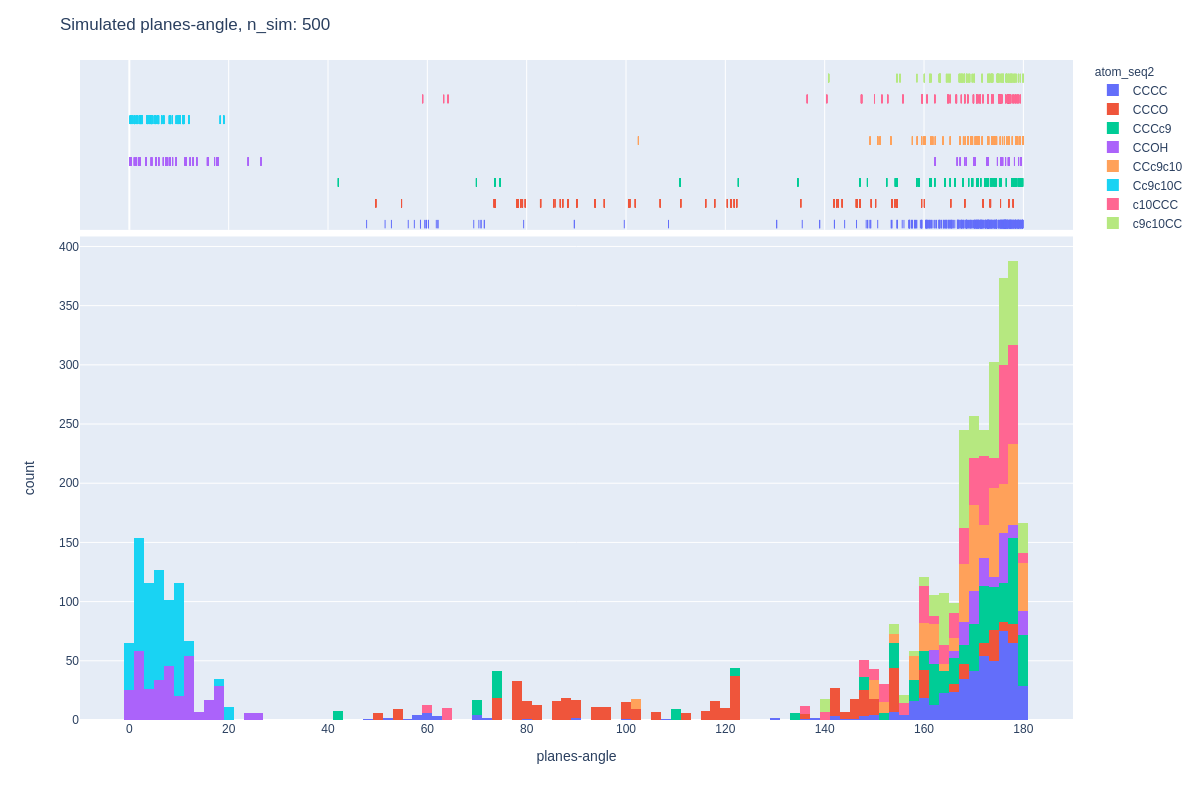 Simulated planes-angle, n_sim: 500
atom_seq2
CCCC
CCCO
CCCc9
CCOH
CCc9c10
Cc9c10C
c10CCC
c9c10CC
400
350
300
250
200
150
100
50
0
count
0 20 40 60 80 100 120 140 160 180
planes-angle